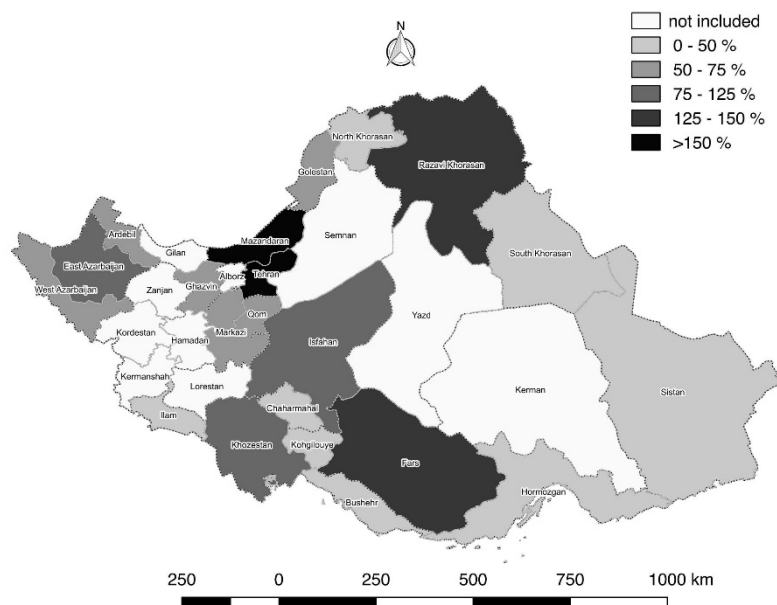 N
not included
0 - 50 %
50 - 75 %
75 - 125 %
125 - 150 %
>150 %
North Khorasan
Razavi Khorasan
Golestan
Ardebil
Mazandaran
Semnan
South Khorasan
Gilan
East Azarbaijan
Tehran
Alborz
West Azarbaijan
Zanjan
Ghazvin
Qom
Yazd
Kordestan
Markazi
Isfahan
Hamadan
Kermanshah
Lorestan
Kerman
Sistan
Chaharmahal
Ilam
Khozestan
Kohgilouye
Fars
Hormozgan
Bushehr
250 0 250 500 750 1000 km